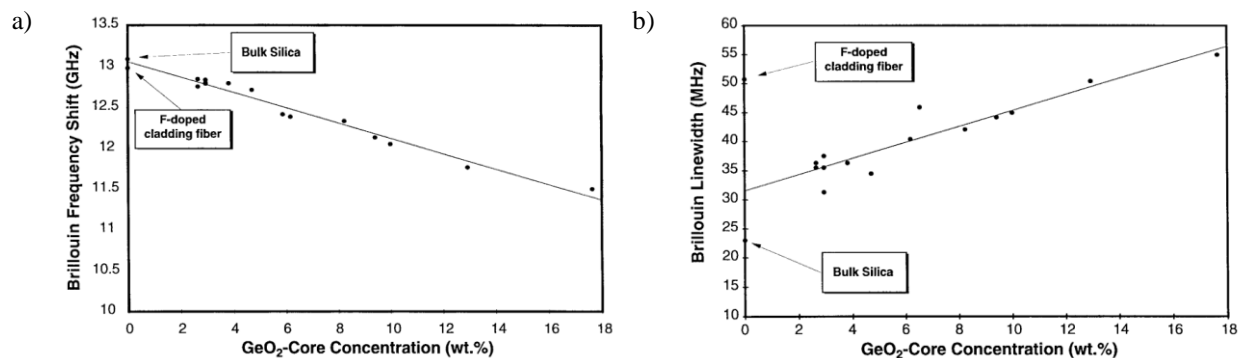 a)
Brillouin Frequency Shift (GHz)
13.5
13
12.5
12
11.5
11
10.5
10
Bulk Silica
F-doped
cladding fiber
0 2 4 6 8 10 12 14 16 18
GeO₂-Core Concentration (wt.%)
b)
Brillouin Linewidth (MHz)
55
50
45
40
35
30
25
20
15
10
F-doped
cladding fiber
Bulk Silica
0 2 4 6 8 10 12 14 16 18
GeO₂-Core Concentration (wt.%)